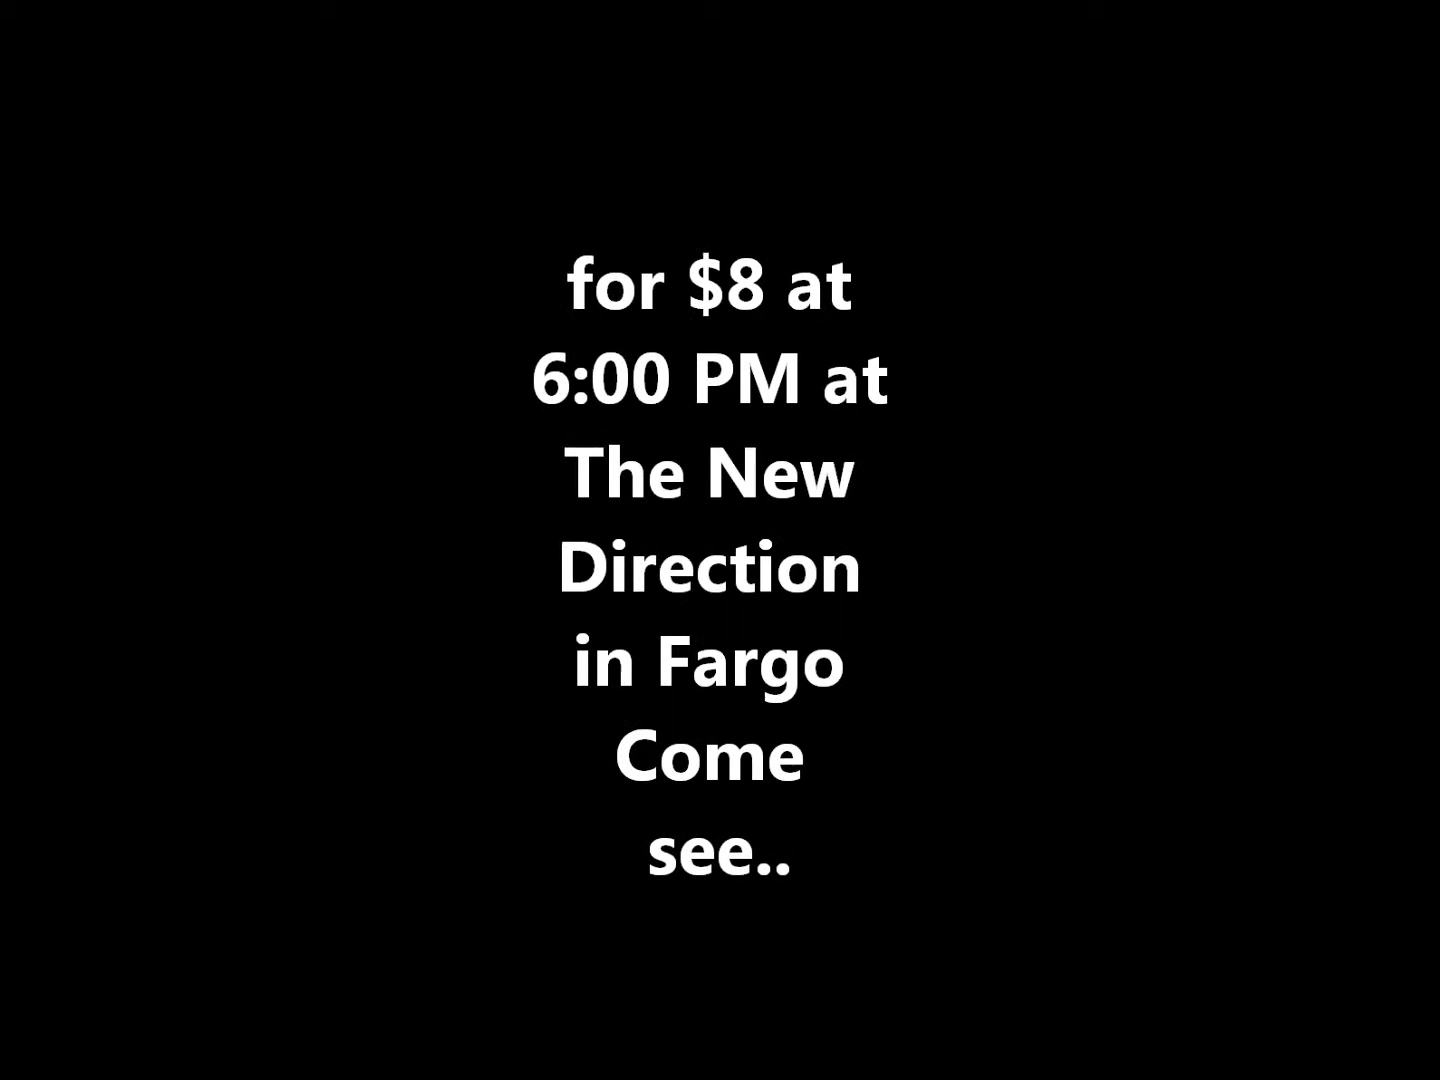 for $8 at
6:00 PM at
The New
Direction
in Fargo
Come
see..